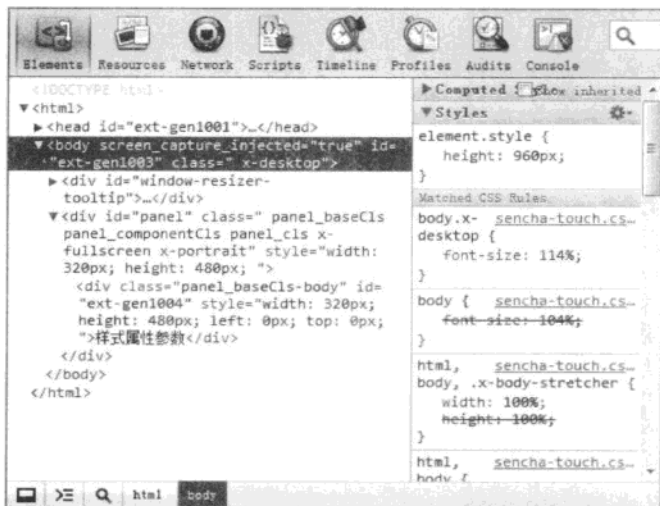 Elements Resources Network Scripts Timeline Profiles Audits Console
<!DOCTYPE html>
▼<html>
▶<head id="ext-gen1001">…</head>
▼<body screen_capture_injected="true" id=
"ext-gen1003" class=" x-desktop">
▶<div id="window-resizer-
tooltip">…</div>
▼<div id="panel" class=" panel_baseCls
panel_componentCls panel_cls x-
fullscreen x-portrait" style="width:
320px; height: 480px; ">
<div class="panel_baseCls-body" id=
"ext-gen1004" style="width: 320px;
height: 480px; left: 0px; top: 0px;
">样式属性参数</div>
</div>
</body>
</html>
html body
▶Computed Show inherited
▼Styles
element.style {
height: 960px;
}
Matched CSS Rules
body.x- sencha-touch.cs…
desktop {
font-size: 114%;
}
body { sencha-touch.cs…
font-size: 104%;
}
html, sencha-touch.cs…
body, .x-body-stretcher {
width: 100%;
height: 100%;
}
html, sencha-touch.cs…
body {